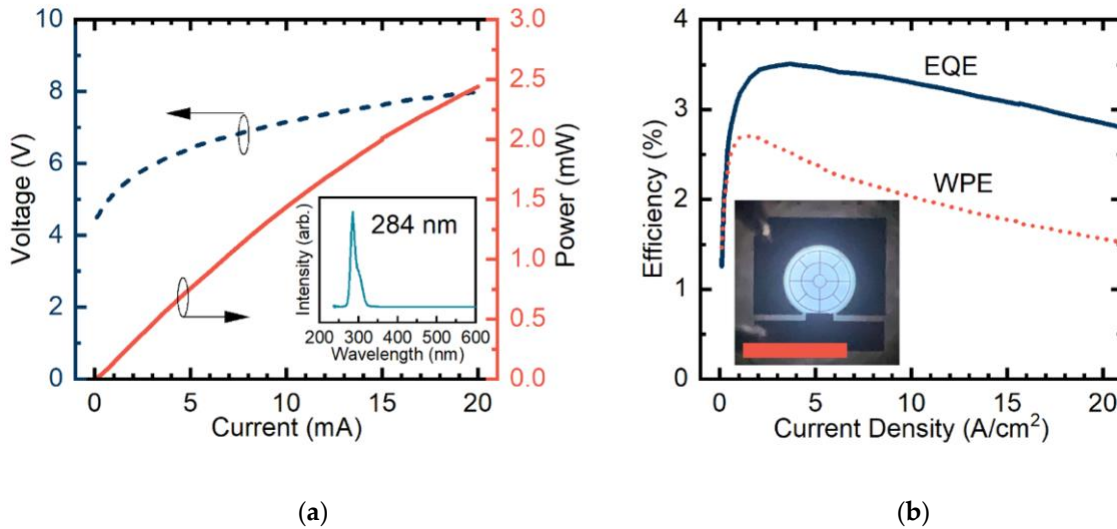 10
8
6
4
2
0
Voltage (V)
3.0
2.5
2.0
1.5
1.0
0.5
0.0
Power (mW)
0 5 10 15 20
Current (mA)
284 nm
Intensity (arb.)
200 300 400 500 600
Wavelength (nm)
(a)
4
3
2
1
0
Efficiency (%)
EQE
WPE
0 5 10 15 20
Current Density (A/cm²)
(b)